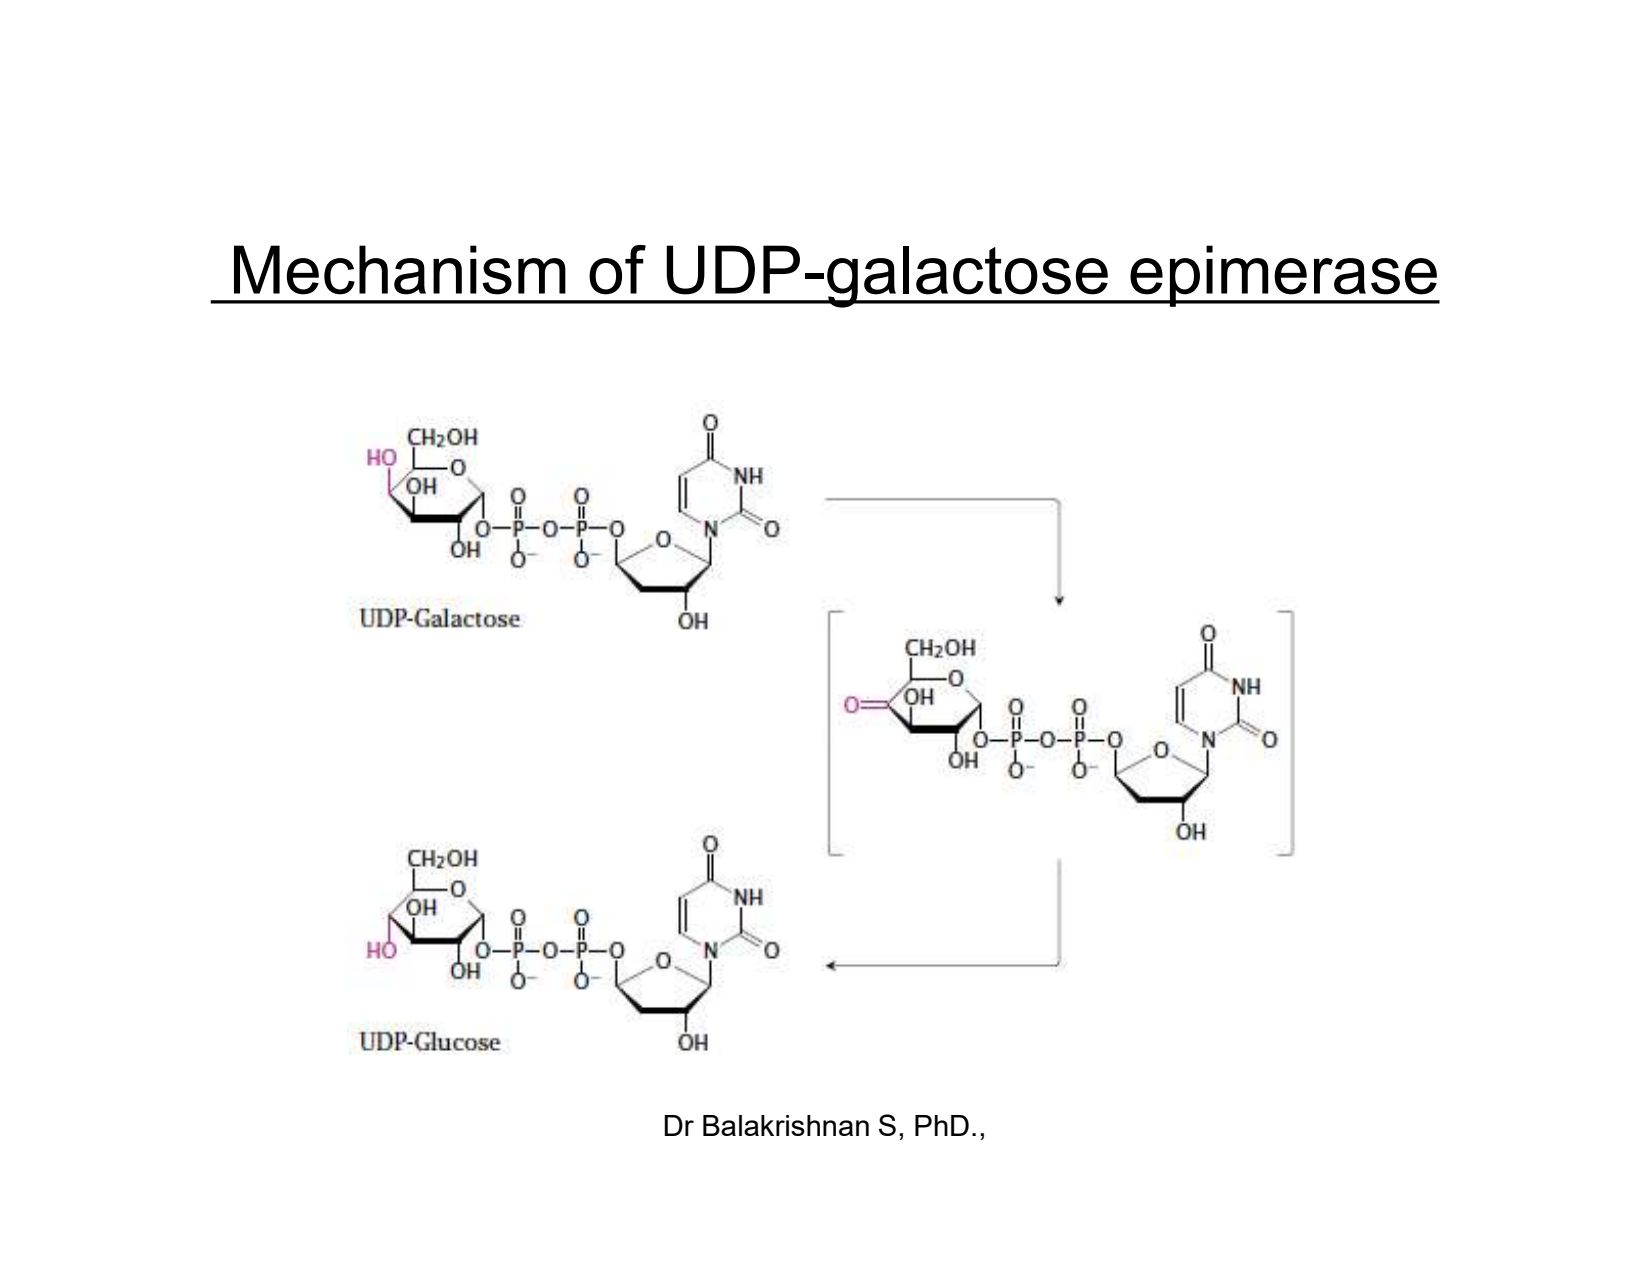 Mechanism of UDP-galactose epimerase
O
CH₂OH
HO
O
NH
OH
O O
O P O P O O N O
OH O⁻ O⁻
UDP-Galactose
OH
O
CH₂OH
O NH
O OH
O O
O P O P O O N O
OH O⁻ O⁻
OH
O
CH₂OH
O NH
OH
O O
HO O P O P O O N O
OH O⁻ O⁻
UDP-Glucose
OH
Dr Balakrishnan S, PhD.,